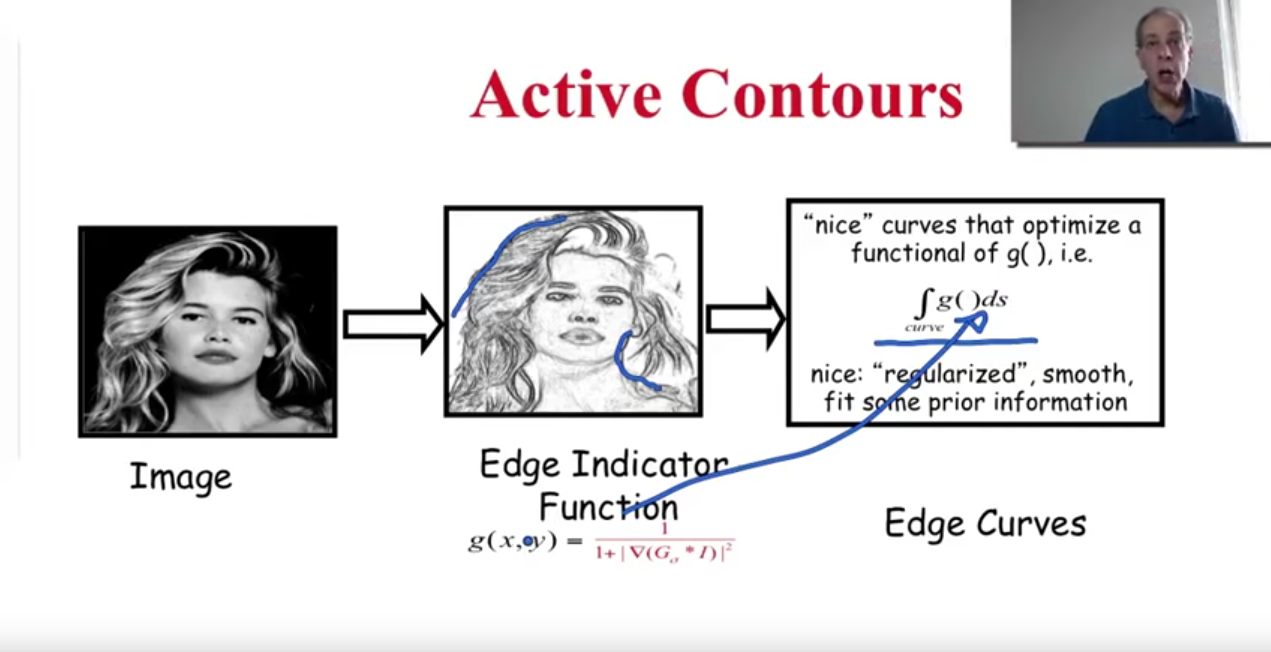 Active Contours
Image
Edge Indicator
Function
g(x,y) = 1 / 1+|∇(G_σ * I)|²
“nice” curves that optimize a
functional of g( ), i.e.
∫ g( )ds
curve
nice: “regularized”, smooth,
fit some prior information
Edge Curves